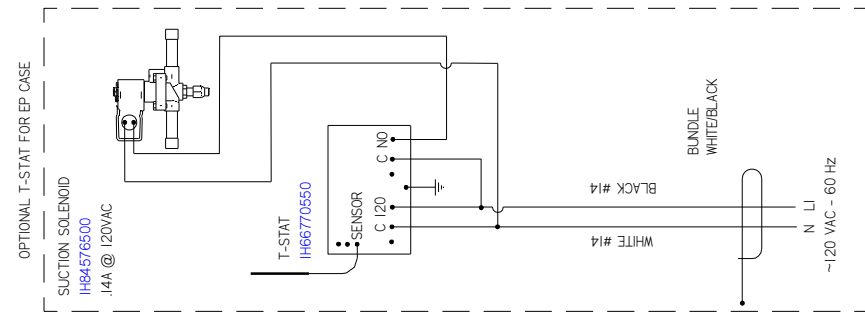 OPTIONAL T-STAT FOR EP CASE
SUCTION SOLENOID
IH84576500
.14A @ 120VAC
T-STAT
IH66770550
SENSOR
NO
C
120
C
BLACK #14
WHITE #14
BUNDLE
WHITE/BLACK
L1
N
~120 VAC - 60 Hz